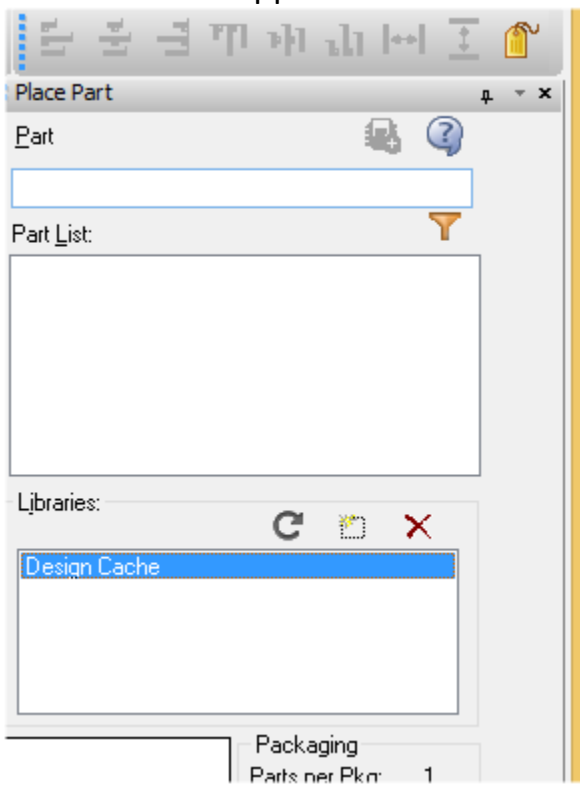 Place Part
Part
Part List:
Libraries:
Design Cache
Packaging
Parts per Pkg: 1